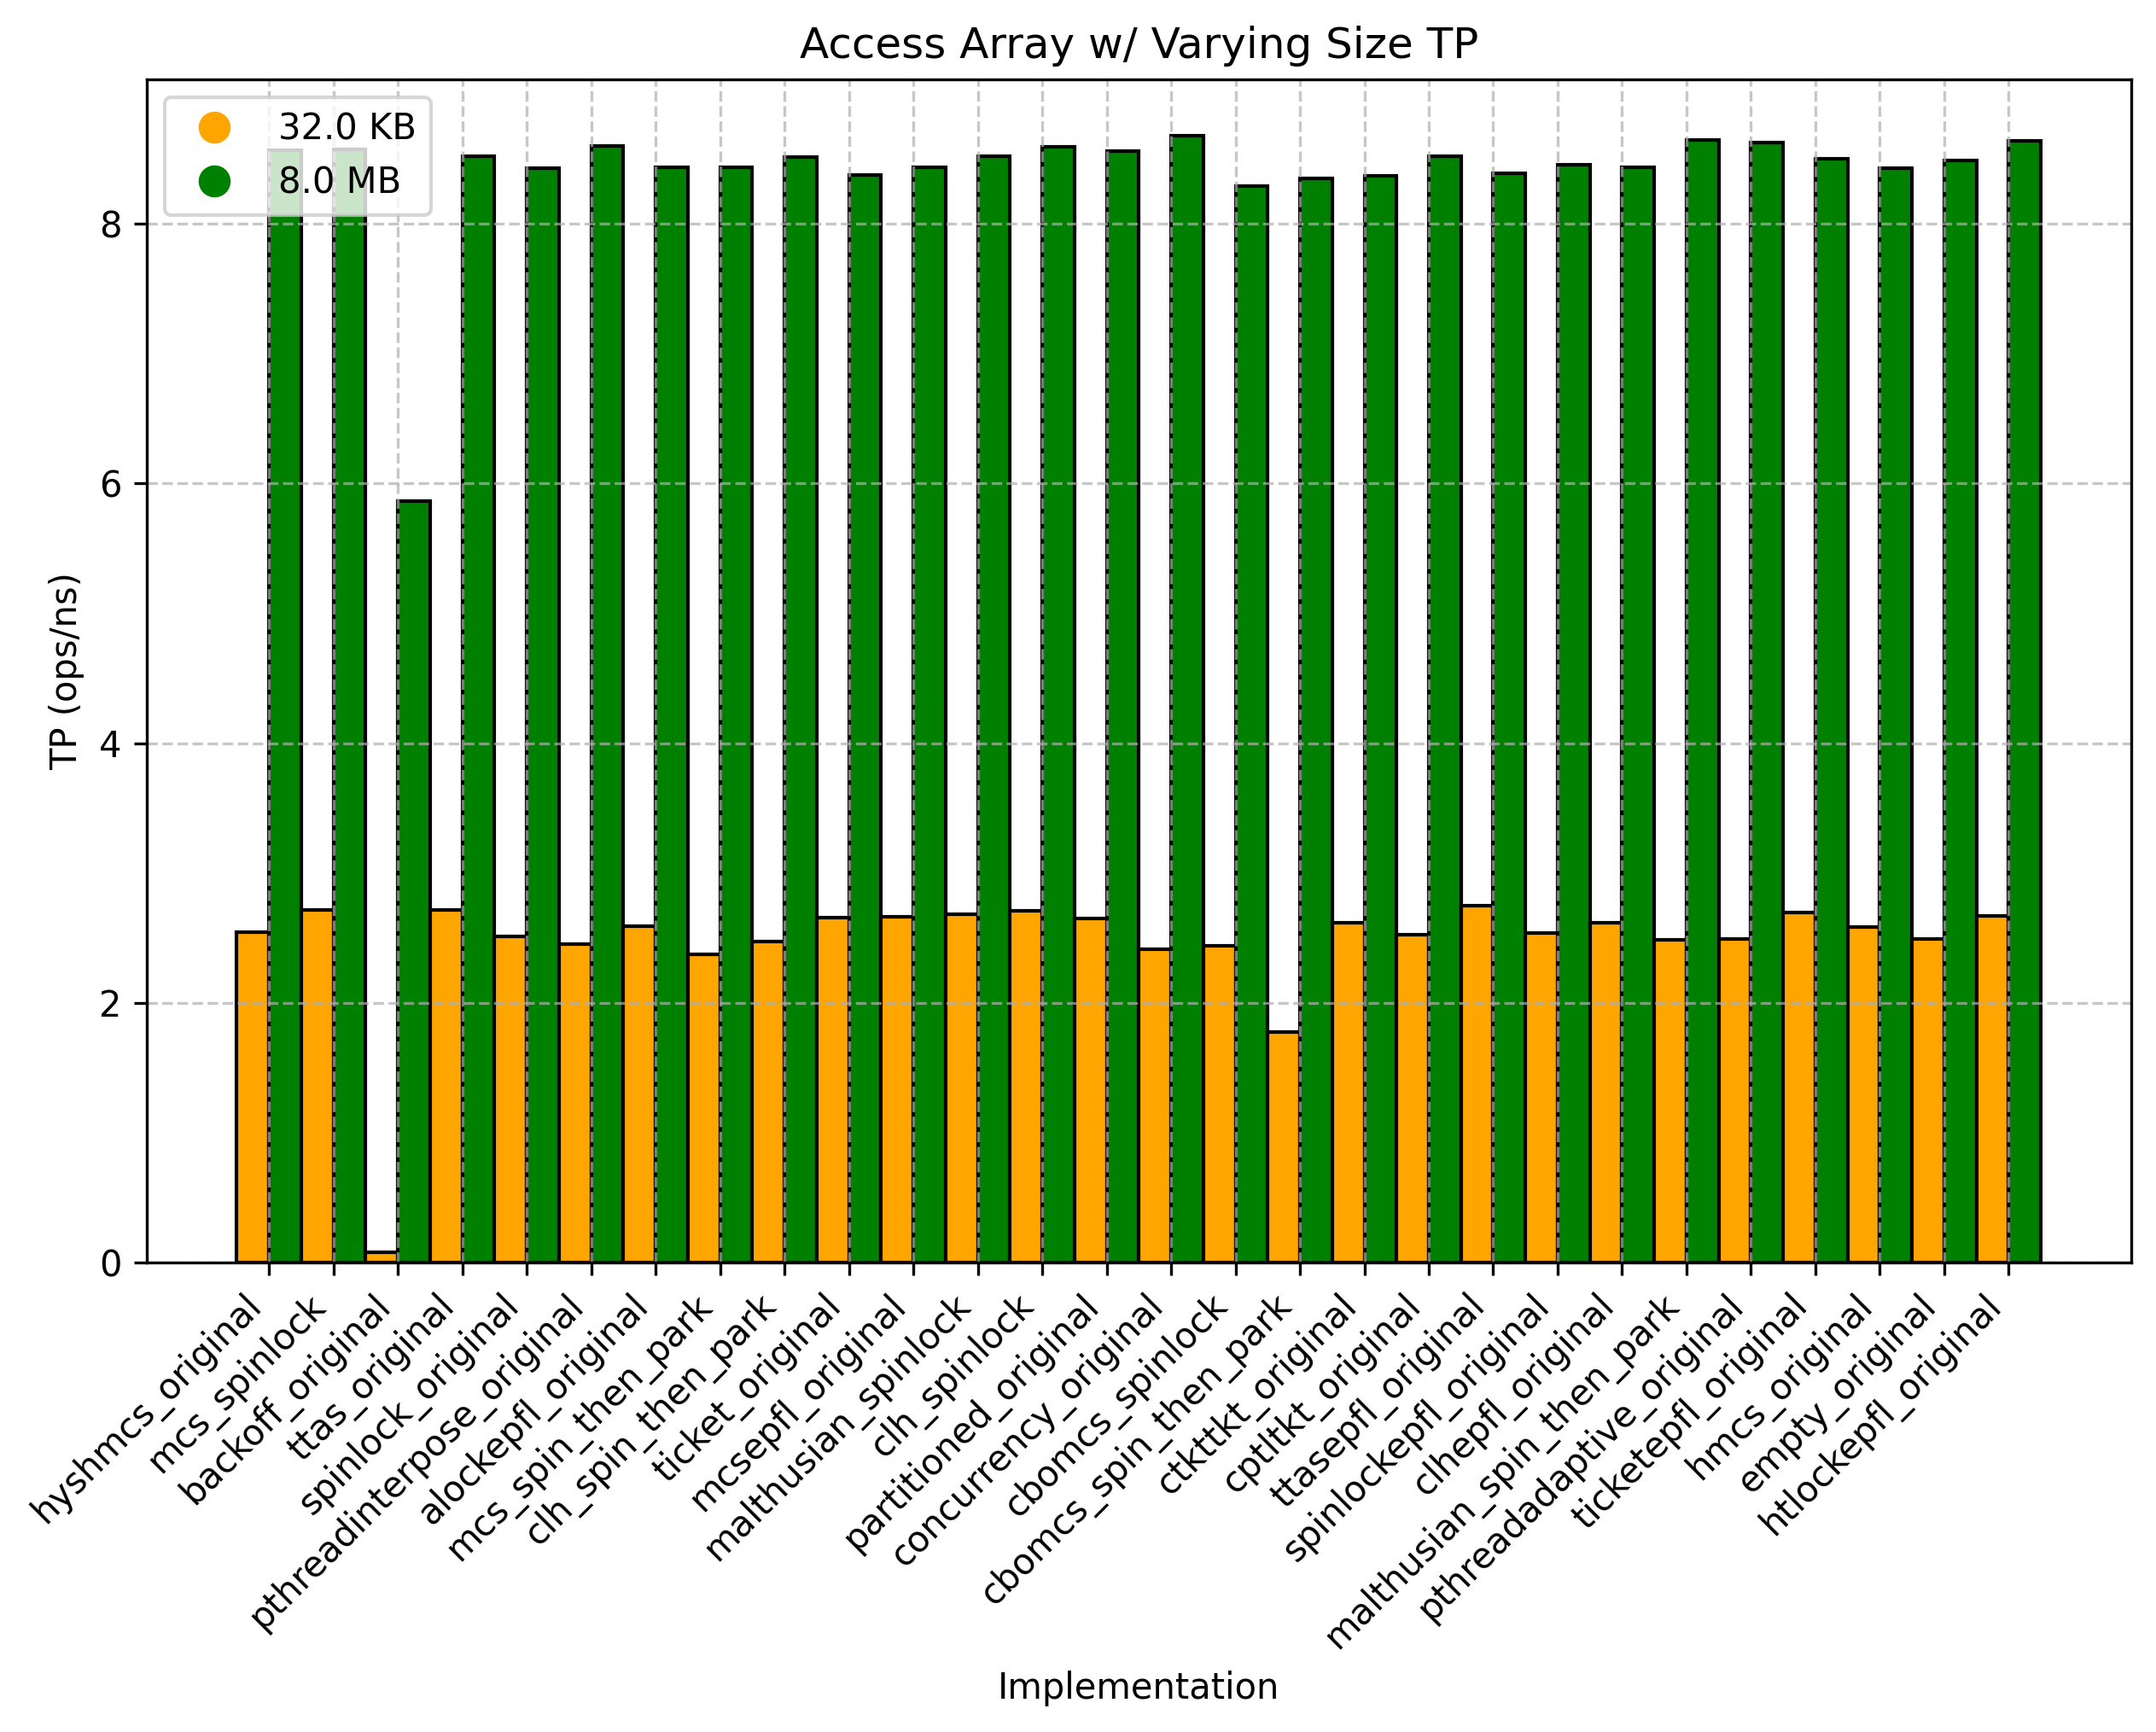 Access Array w/ Varying Size TP
32.0 KB
8.0 MB
TP (ops/ns)
8
6
4
2
0
hyshmcs_original
mcs_spinlock
backoff_original
ttas_original
spinlock_original
pthreadinterpose_original
alockepfl_original
mcs_spin_then_park
clh_spin_then_park
ticket_original
mcsepfl_original
malthusian_spinlock
clh_spinlock
partitioned_original
concurrency_original
cbomcs_spinlock
cbomcs_spin_then_park
ctkttkt_original
cptltkt_original
ttasepfl_original
spinlockepfl_original
clhepfl_original
malthusian_spin_then_park
pthreadadaptive_original
ticketepfl_original
hmcs_original
empty_original
htlockepfl_original
Implementation